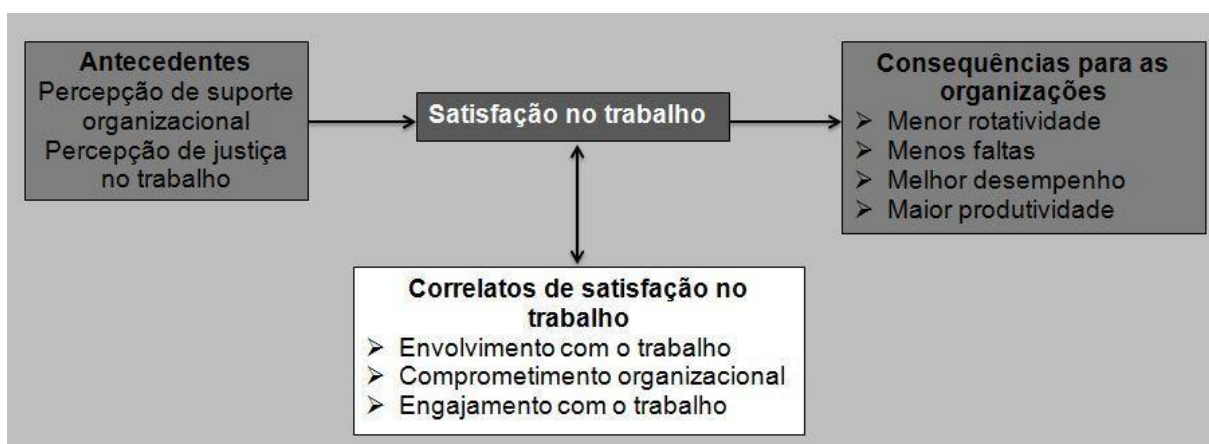 Antecedentes
Percepção de suporte
organizacional
Percepção de justiça
no trabalho
Satisfação no trabalho
Consequências para as
organizações
➢ Menor rotatividade
➢ Menos faltas
➢ Melhor desempenho
➢ Maior produtividade
Correlatos de satisfação no
trabalho
➢ Envolvimento com o trabalho
➢ Comprometimento organizacional
➢ Engajamento com o trabalho